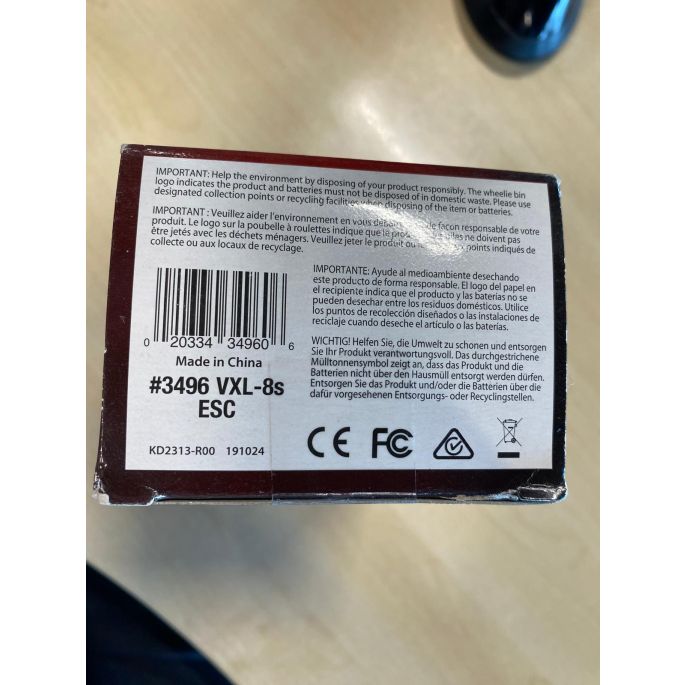 IMPORTANT: Help the environment by disposing of your product responsibly. The wheelie bin
logo indicates the product and batteries must not be disposed of in domestic waste. Please use
designated collection points or recycling facilities when disposing of the item or batteries.
IMPORTANT : Veuillez aider l'environnement en vous de façon responsable de votre
produit. Le logo sur la poubelle à roulettes indique que le ne doivent pas
être jetés avec les déchets ménagers. Veuillez jeter le produit ou points indiqués de
collecte ou aux locaux de recyclage.
IMPORTANTE: Ayude al medioambiente desechando
este producto de forma responsable. El logo del papel en
el recipiente indica que el producto y las baterías no se
pueden desechar entre los residuos domésticos. Utilice
los puntos de recolección diseñados o las instalaciones de
reciclaje cuando deseche el artículo o las baterías.
WICHTIG! Helfen Sie, die Umwelt zu schonen und entsorgen
Sie Ihr Produkt verantwortungsvoll. Das durchgestrichene
Mülltonnensymbol zeigt an, dass das Produkt und die
Batterien nicht über den Hausmüll entsorgt werden dürfen.
Entsorgen Sie das Produkt und/oder die Batterien über die
dafür vorgesehenen Entsorgungs- oder Recyclingstellen.
0 20334 34960 6
Made in China
#3496 VXL-8s
ESC
KD2313-R00 191024
CE FC